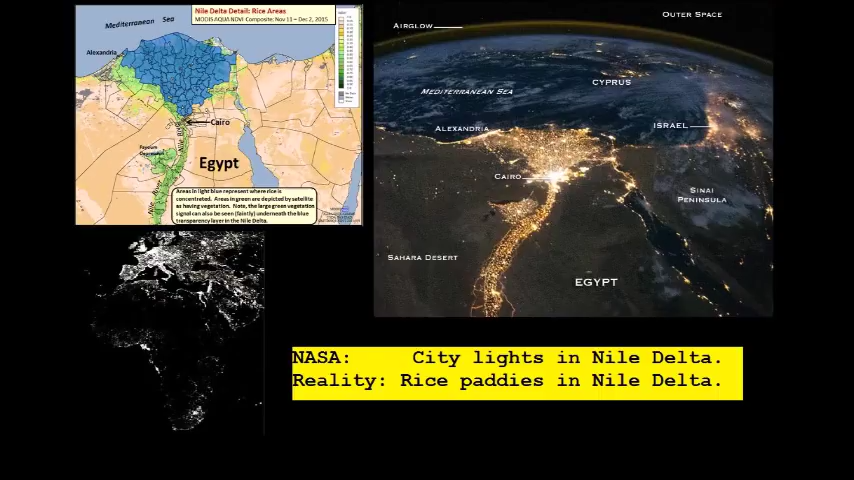 Nile Delta Detail: Rice Areas
MODIS AQUA NDVI Composite; Nov 11 – Dec 2, 2015
Mediterranean Sea
Alexandria
Cairo
Nile
Fayoum
Depression
Egypt
Nile
Areas in light blue represent where rice is
concentrated. Areas in green are depicted by satellite
as having vegetation. Note, the large green vegetation
signal can also be seen (faintly) underneath the blue
transparency layer in the Nile Delta.
OUTER SPACE
AIRGLOW
CYPRUS
MEDITERRANEAN SEA
ISRAEL
ALEXANDRIA
CAIRO
SINAI
PENINSULA
SAHARA DESERT
EGYPT
NASA: City lights in Nile Delta.
Reality: Rice paddies in Nile Delta.